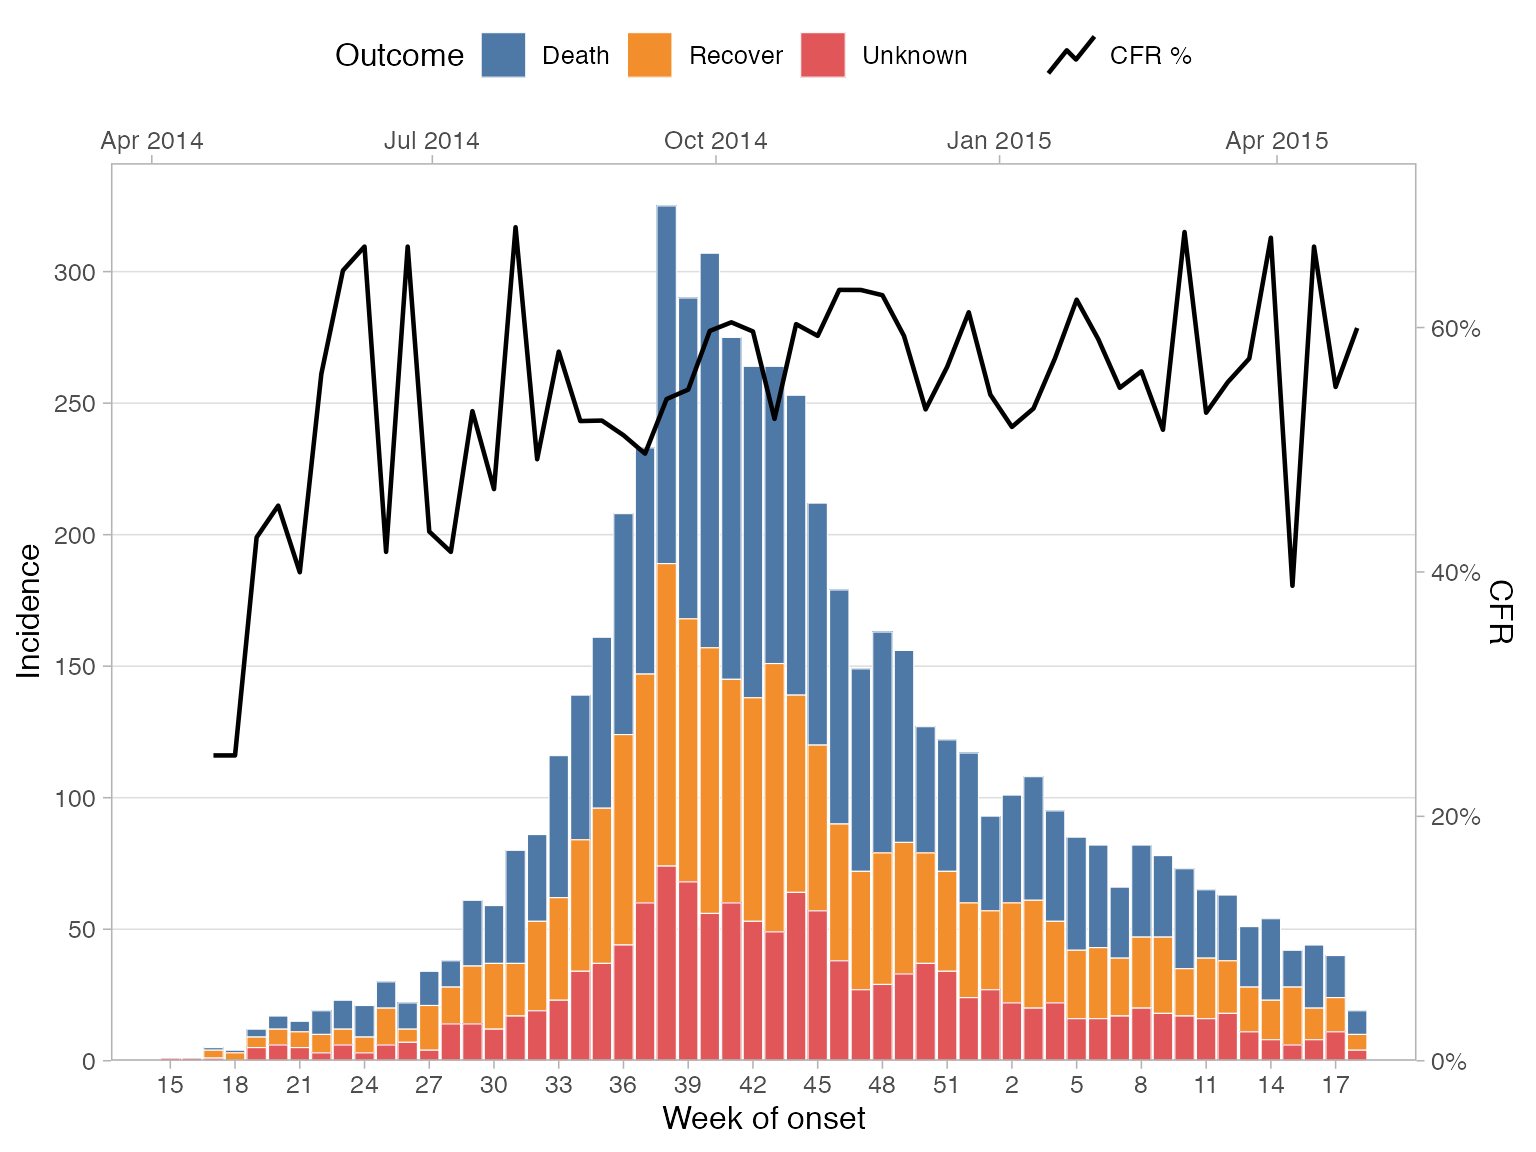 Outcome Death Recover Unknown CFR %
Apr 2014 Jul 2014 Oct 2014 Jan 2015 Apr 2015
300
250
200
150
100
50
0
Incidence
60%
40%
20%
0%
CFR
15 18 21 24 27 30 33 36 39 42 45 48 51 2 5 8 11 14 17
Week of onset